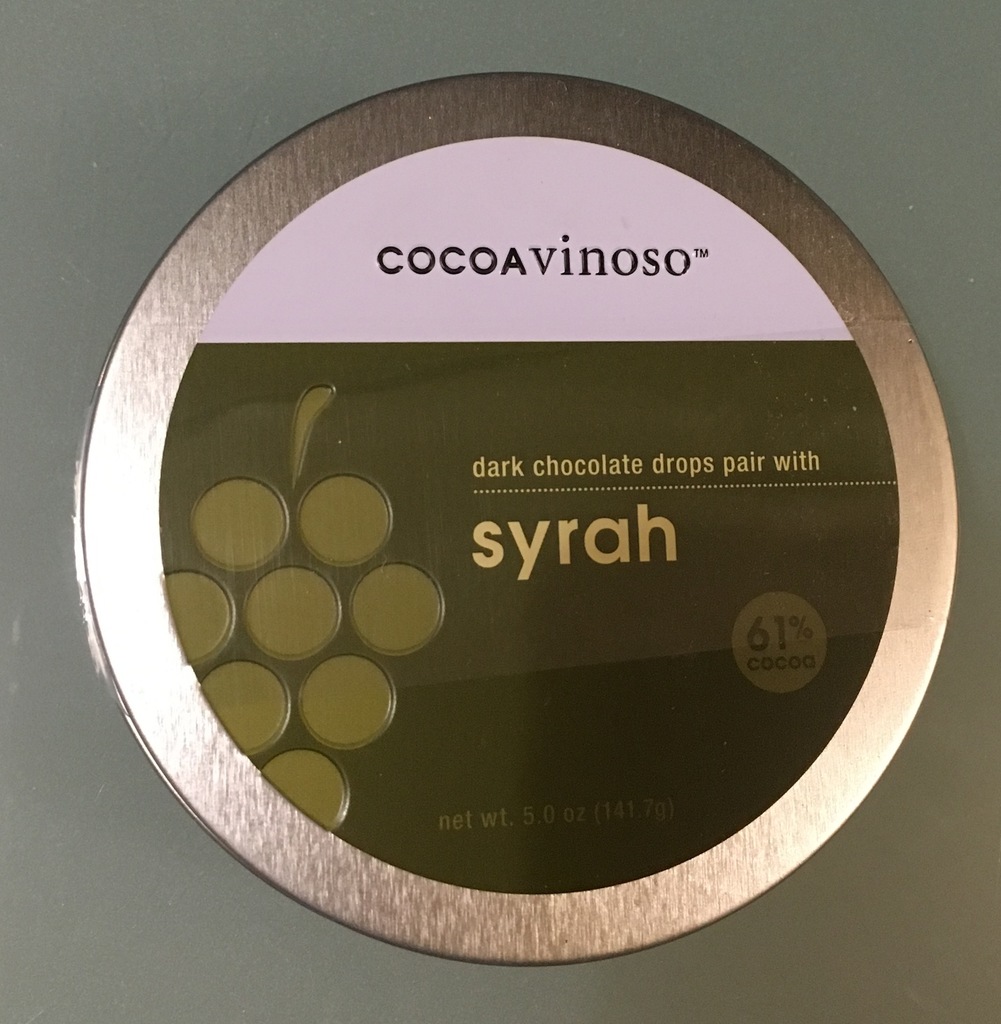 COCOAvinoso™
dark chocolate drops pair with
syrah
61%
cocoa
net wt. 5.0 oz (141.7g)